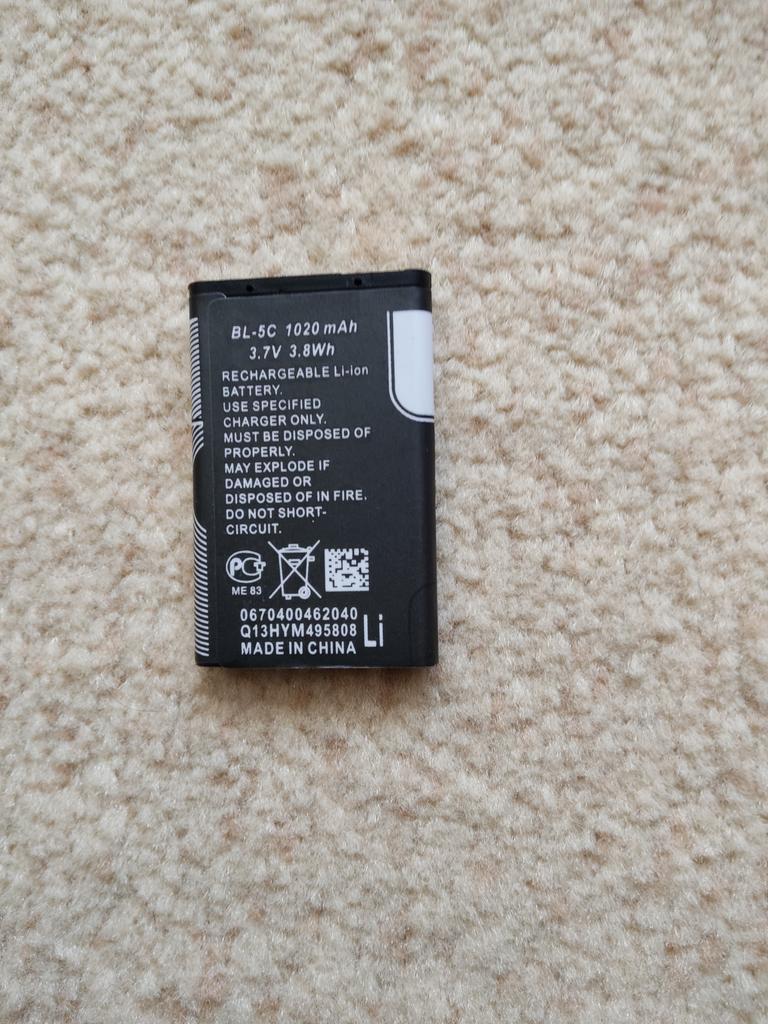 BL-5C 1020 mAh
3.7V 3.8Wh
RECHARGEABLE Li-ion
BATTERY.
USE SPECIFIED
CHARGER ONLY.
MUST BE DISPOSED OF
PROPERLY.
MAY EXPLODE IF
DAMAGED OR
DISPOSED OF IN FIRE.
DO NOT SHORT-
CIRCUIT.
РСТ
ME 83
0670400462040
Q13HYM495808
MADE IN CHINA
Li